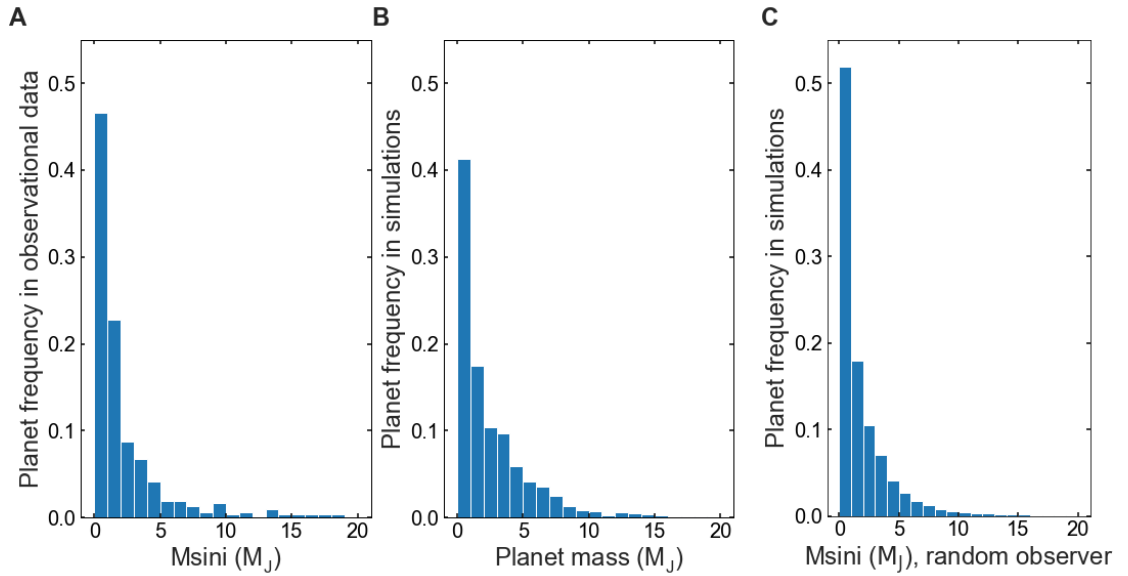 A
Planet frequency in observational data
0.5
0.4
0.3
0.2
0.1
0.0
0 5 10 15 20
Msini (M_J)
B
Planet frequency in simulations
0.5
0.4
0.3
0.2
0.1
0.0
0 5 10 15 20
Planet mass (M_J)
C
Planet frequency in simulations
0.5
0.4
0.3
0.2
0.1
0.0
0 5 10 15 20
Msini (M_J), random observer